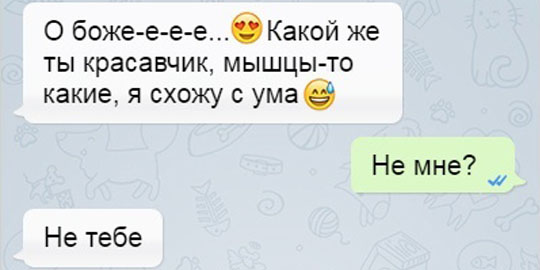 О боже-е-е-е...😍Какой же
ты красавчик, мышцы-то
какие, я схожу с ума😅
Не мне?
Не тебе